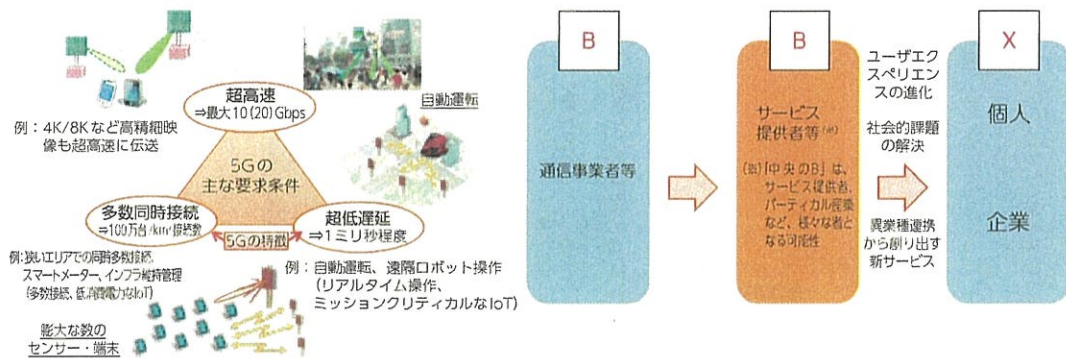 超高速
⇒最大10(20)Gbps
例：4K/8Kなど高精細映
像も超高速に伝送
自動運転
5Gの
主な要求条件
多数同時接続
⇒100万台/km²接続数
5Gの特徴
超低遅延
⇒1ミリ秒程度
例：狭いエリアでの同時多数接続、
スマートメーター、インフラ維持管理
(多数接続、低消費電力なIoT)
例：自動運転、遠隔ロボット操作
(リアルタイム操作、
ミッションクリティカルなIoT)
膨大な数の
センサー・端末
B
通信事業者等
B
サービス
提供者等(※)
(※)「中央のB」は、
サービス提供者、
バーティカル産業
など、様々な者と
なる可能性
ユーザエク
スペリエン
スの進化
社会的課題
の解決
異業種連携
から創り出す
新サービス
X
個人
企業